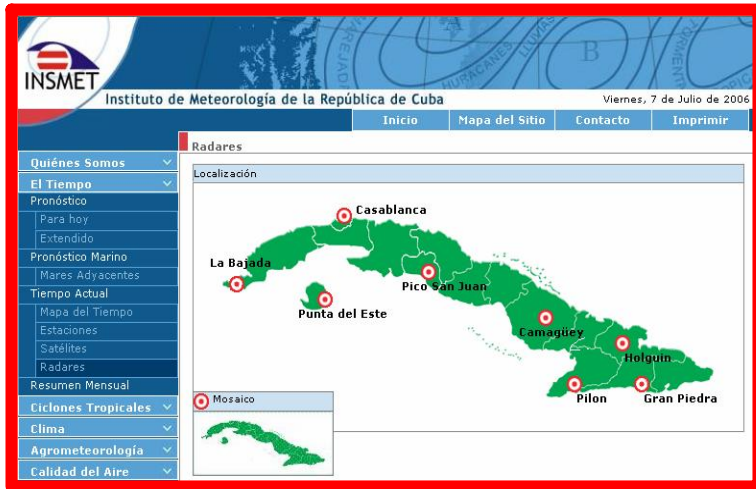 INSMET
Instituto de Meteorología de la República de Cuba
Viernes, 7 de Julio de 2006
HURACANES
LLUVIAS
B
Inicio
Mapa del Sitio
Contacto
Imprimir
Radares
Quiénes Somos
El Tiempo
Pronóstico
Para hoy
Extendido
Pronóstico Marino
Mares Adyacentes
Tiempo Actual
Mapa del Tiempo
Estaciones
Satélites
Radares
Resumen Mensual
Ciclones Tropicales
Clima
Agrometeorología
Calidad del Aire
Localización
Casablanca
La Bajada
Pico San Juan
Punta del Este
Camagüey
Holguin
Pilon
Gran Piedra
Mosaico